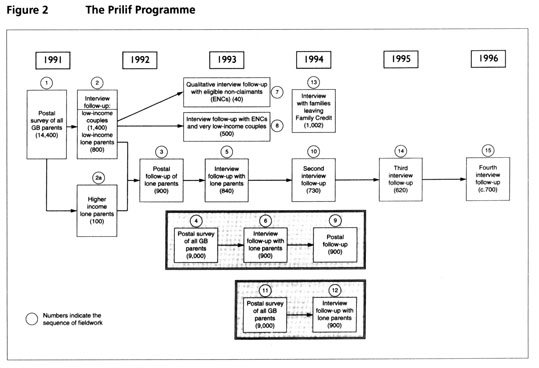 Figure 2 The Prilif Programme
1991
1992
1993
1994
1995
1996
1
Postal
survey of all
GB parents
(14,400)
2
Interview
follow-up:
low-income
couples
(1,400)
low-income
lone parents
(800)
2a
Higher
income
lone parents
(100)
Qualitative interview follow-up
with eligible non-claimants
(ENCs) (40)
7
Interview follow-up with ENCs
and very low-income couples
(500)
8
13
Interview
with families
leaving
Family Credit
(1,002)
3
Postal
follow-up of
lone parents
(900)
5
Interview
follow-up with
lone parents
(840)
10
Second
interview
follow-up
(730)
14
Third
interview
follow-up
(620)
15
Fourth
interview
follow-up
(c.700)
4
Postal survey
of all GB
parents
(9,000)
6
Interview
follow-up with
lone parents
(900)
9
Postal
follow-up
(900)
11
Postal survey
of all GB
parents
(9,000)
12
Interview
follow-up with
lone parents
(900)
Numbers indicate the
sequence of fieldwork